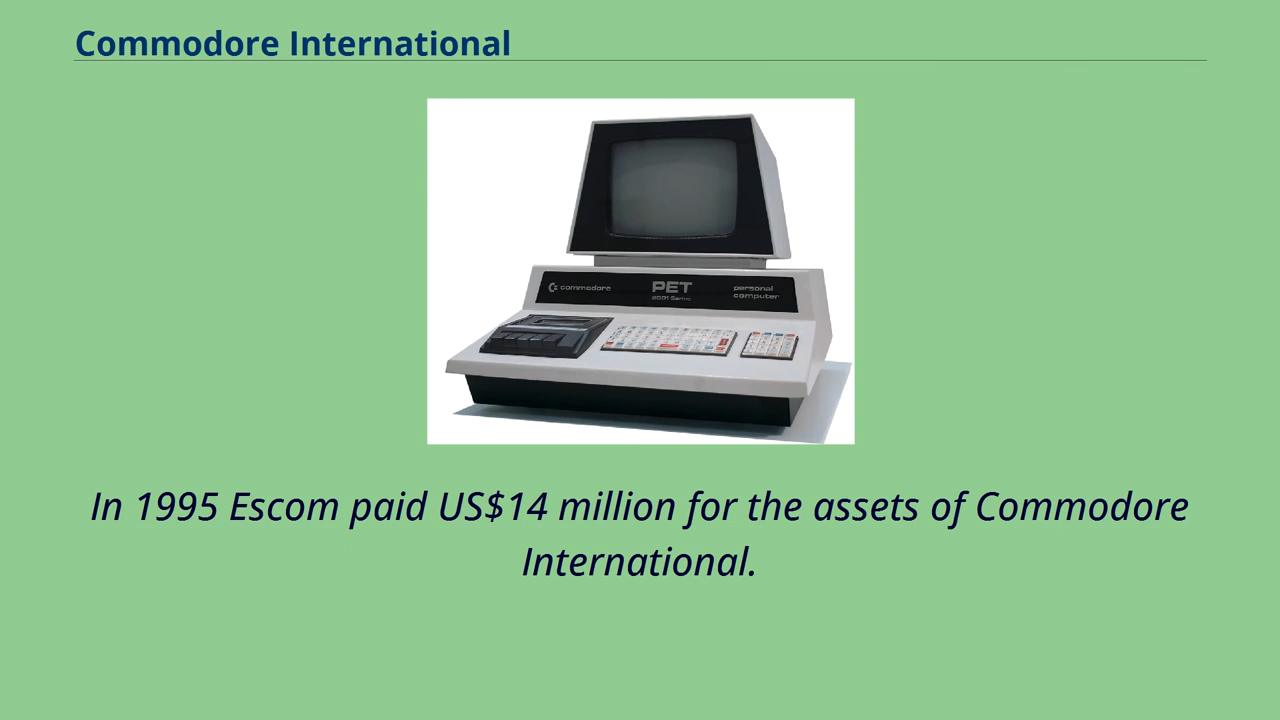 Commodore International
commodore
PET
2001 Series
personal
computer
In 1995 Escom paid US$14 million for the assets of Commodore
International.